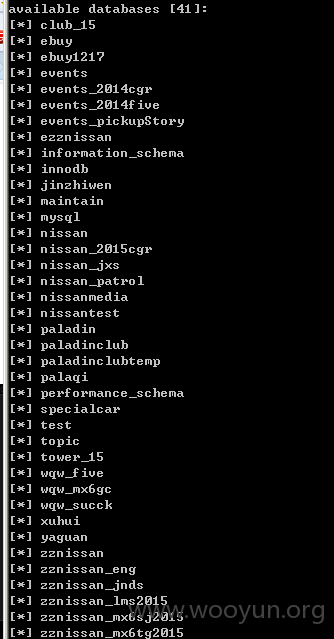 available databases [41]:
[*] club_15
[*] ebuy
[*] ebuy1217
[*] events
[*] events_2014cgr
[*] events_2014five
[*] events_pickupStory
[*] ezznissan
[*] information_schema
[*] innodb
[*] jinzhiwen
[*] maintain
[*] mysql
[*] nissan
[*] nissan_2015cgr
[*] nissan_jxs
[*] nissan_patrol
[*] nissanmedia
[*] nissantest
[*] paladin
[*] paladinclub
[*] paladinclubtemp
[*] palaqi
[*] performance_schema
[*] specialcar
[*] test
[*] topic
[*] tower_15
[*] wqw_five
[*] wqw_mx6gc
[*] wqw_succk
[*] xuhui
[*] yaguan
[*] zznissan
[*] zznissan_eng
[*] zznissan_jnds
[*] zznissan_lms2015
www.wooyun.org
[*] zznissan_mx6sj2015
[*] zznissan_mx6tg2015